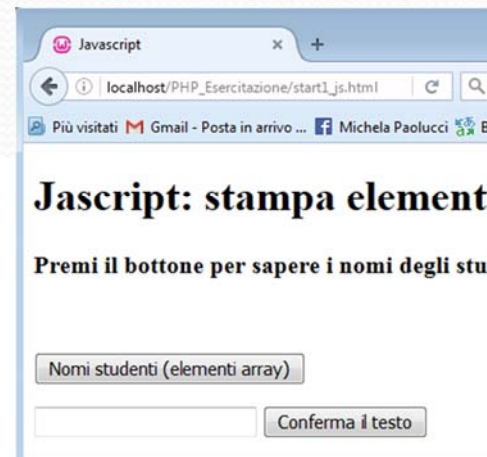 Javascript
localhost/PHP_Esercitazione/start1_js.html
Più visitati Gmail - Posta in arrivo ... Michela Paolucci
Jascript: stampa element
Premi il bottone per sapere i nomi degli stu
Nomi studenti (elementi array)
Conferma il testo